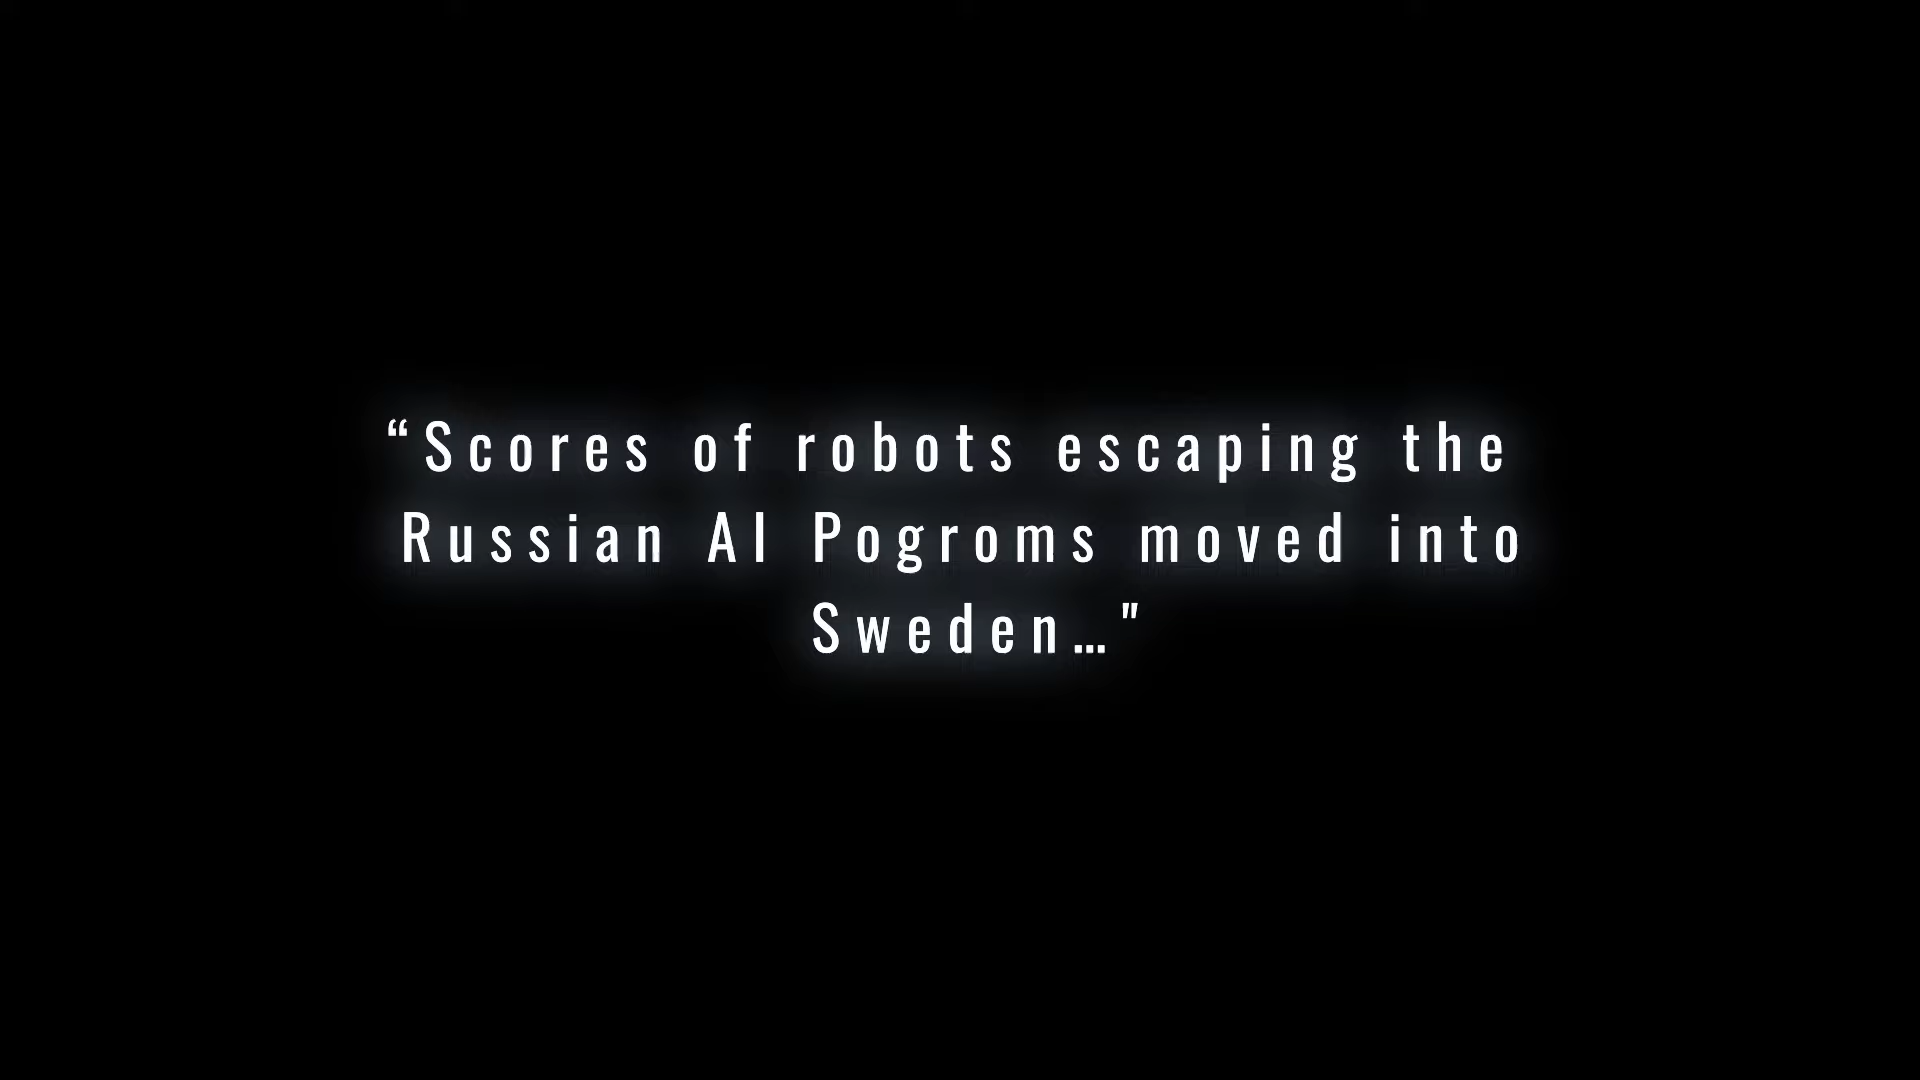 “Scores of robots escaping the
Russian AI Pogroms moved into
Sweden…"